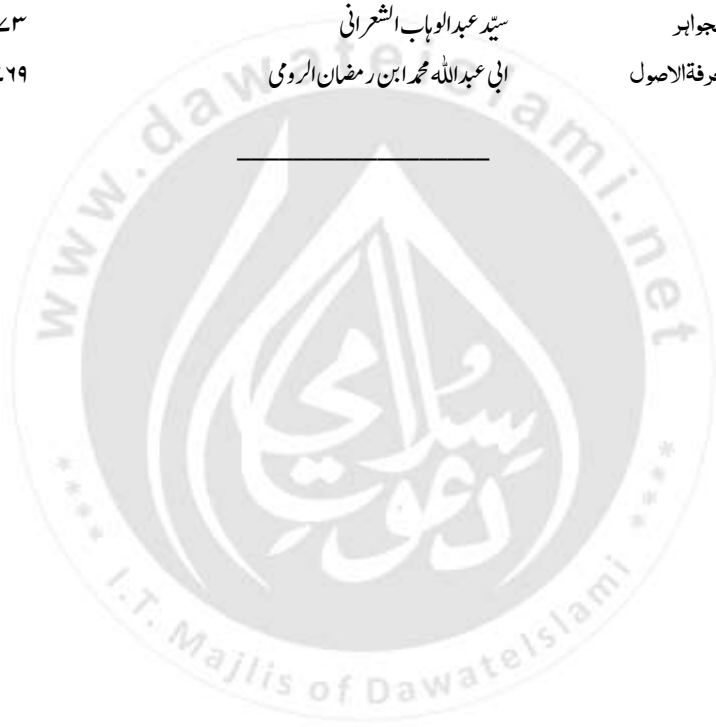 جواہر سیّد عبدالوہاب الشعرانی ۷۳
رفۃالاصول ابی عبداللہ محمد ابن رمضان الرومی ۷۶۹
www.dawateislami.net
دعوتِ اسلامی
**** I.T. Majlis of DawateIslami ****